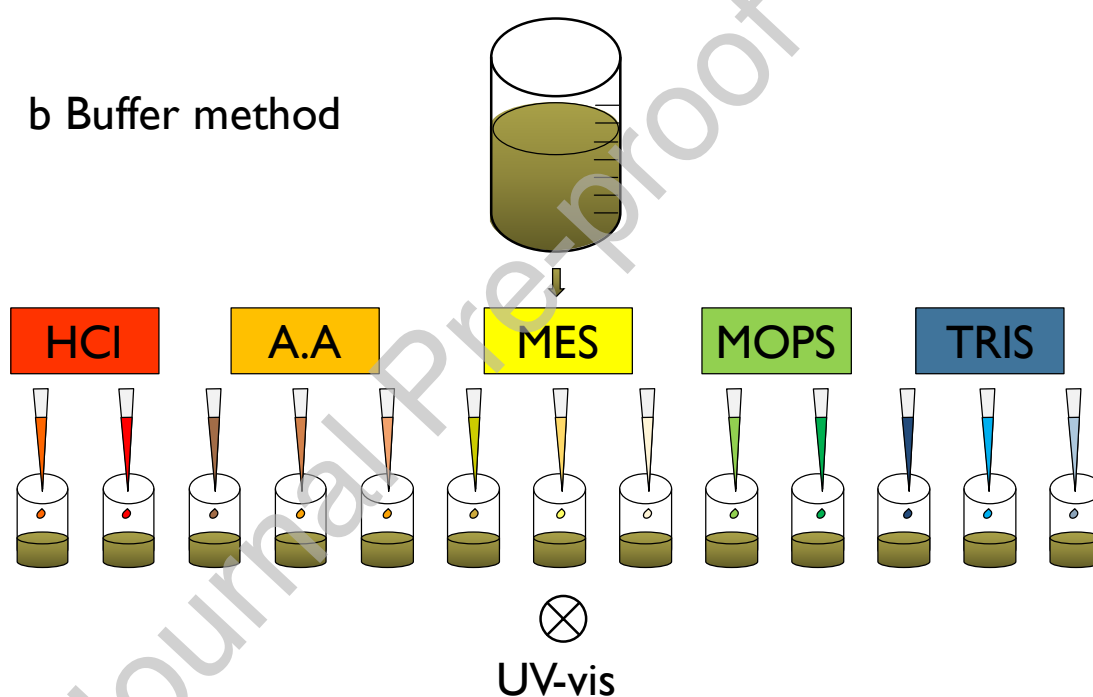 b Buffer method
HCl
A.A
MES
MOPS
TRIS
UV-vis
Journal Pre-proof